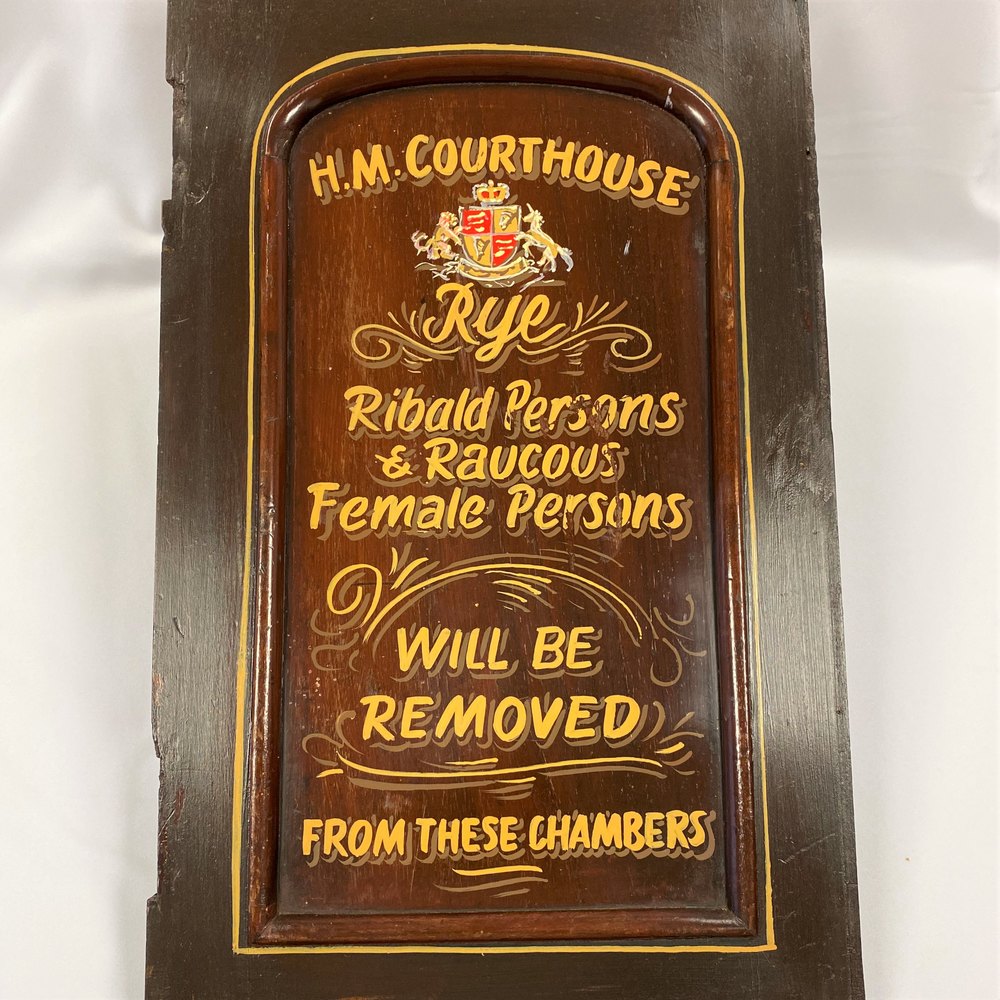 H.M. COURTHOUSE
Rye
Ribald Persons
& Raucous
Female Persons
WILL BE
REMOVED
FROM THESE CHAMBERS